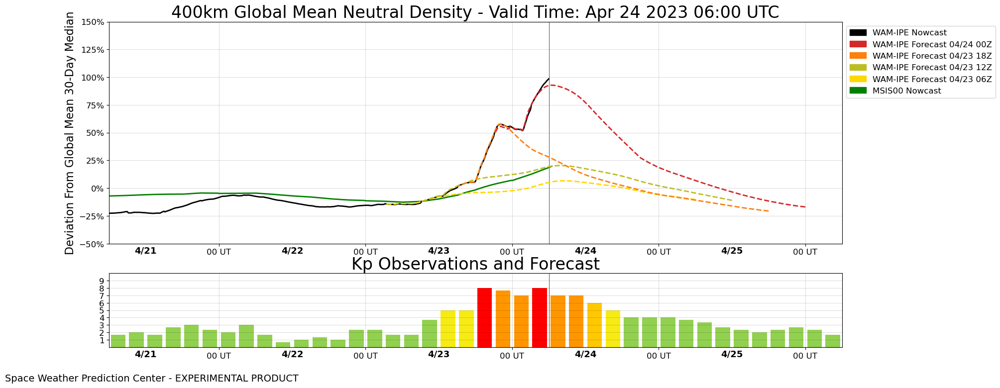 400km Global Mean Neutral Density - Valid Time: Apr 24 2023 06:00 UTC
Deviation From Global Mean 30-Day Median
150%
125%
100%
75%
50%
25%
0%
−25%
−50%
4/21 00 UT 4/22 00 UT 4/23 00 UT 4/24 00 UT 4/25 00 UT
WAM-IPE Nowcast
WAM-IPE Forecast 04/24 00Z
WAM-IPE Forecast 04/23 18Z
WAM-IPE Forecast 04/23 12Z
WAM-IPE Forecast 04/23 06Z
MSIS00 Nowcast
Kp Observations and Forecast
9
8
7
6
5
4
3
2
1
4/21 00 UT 4/22 00 UT 4/23 00 UT 4/24 00 UT 4/25 00 UT
Space Weather Prediction Center - EXPERIMENTAL PRODUCT